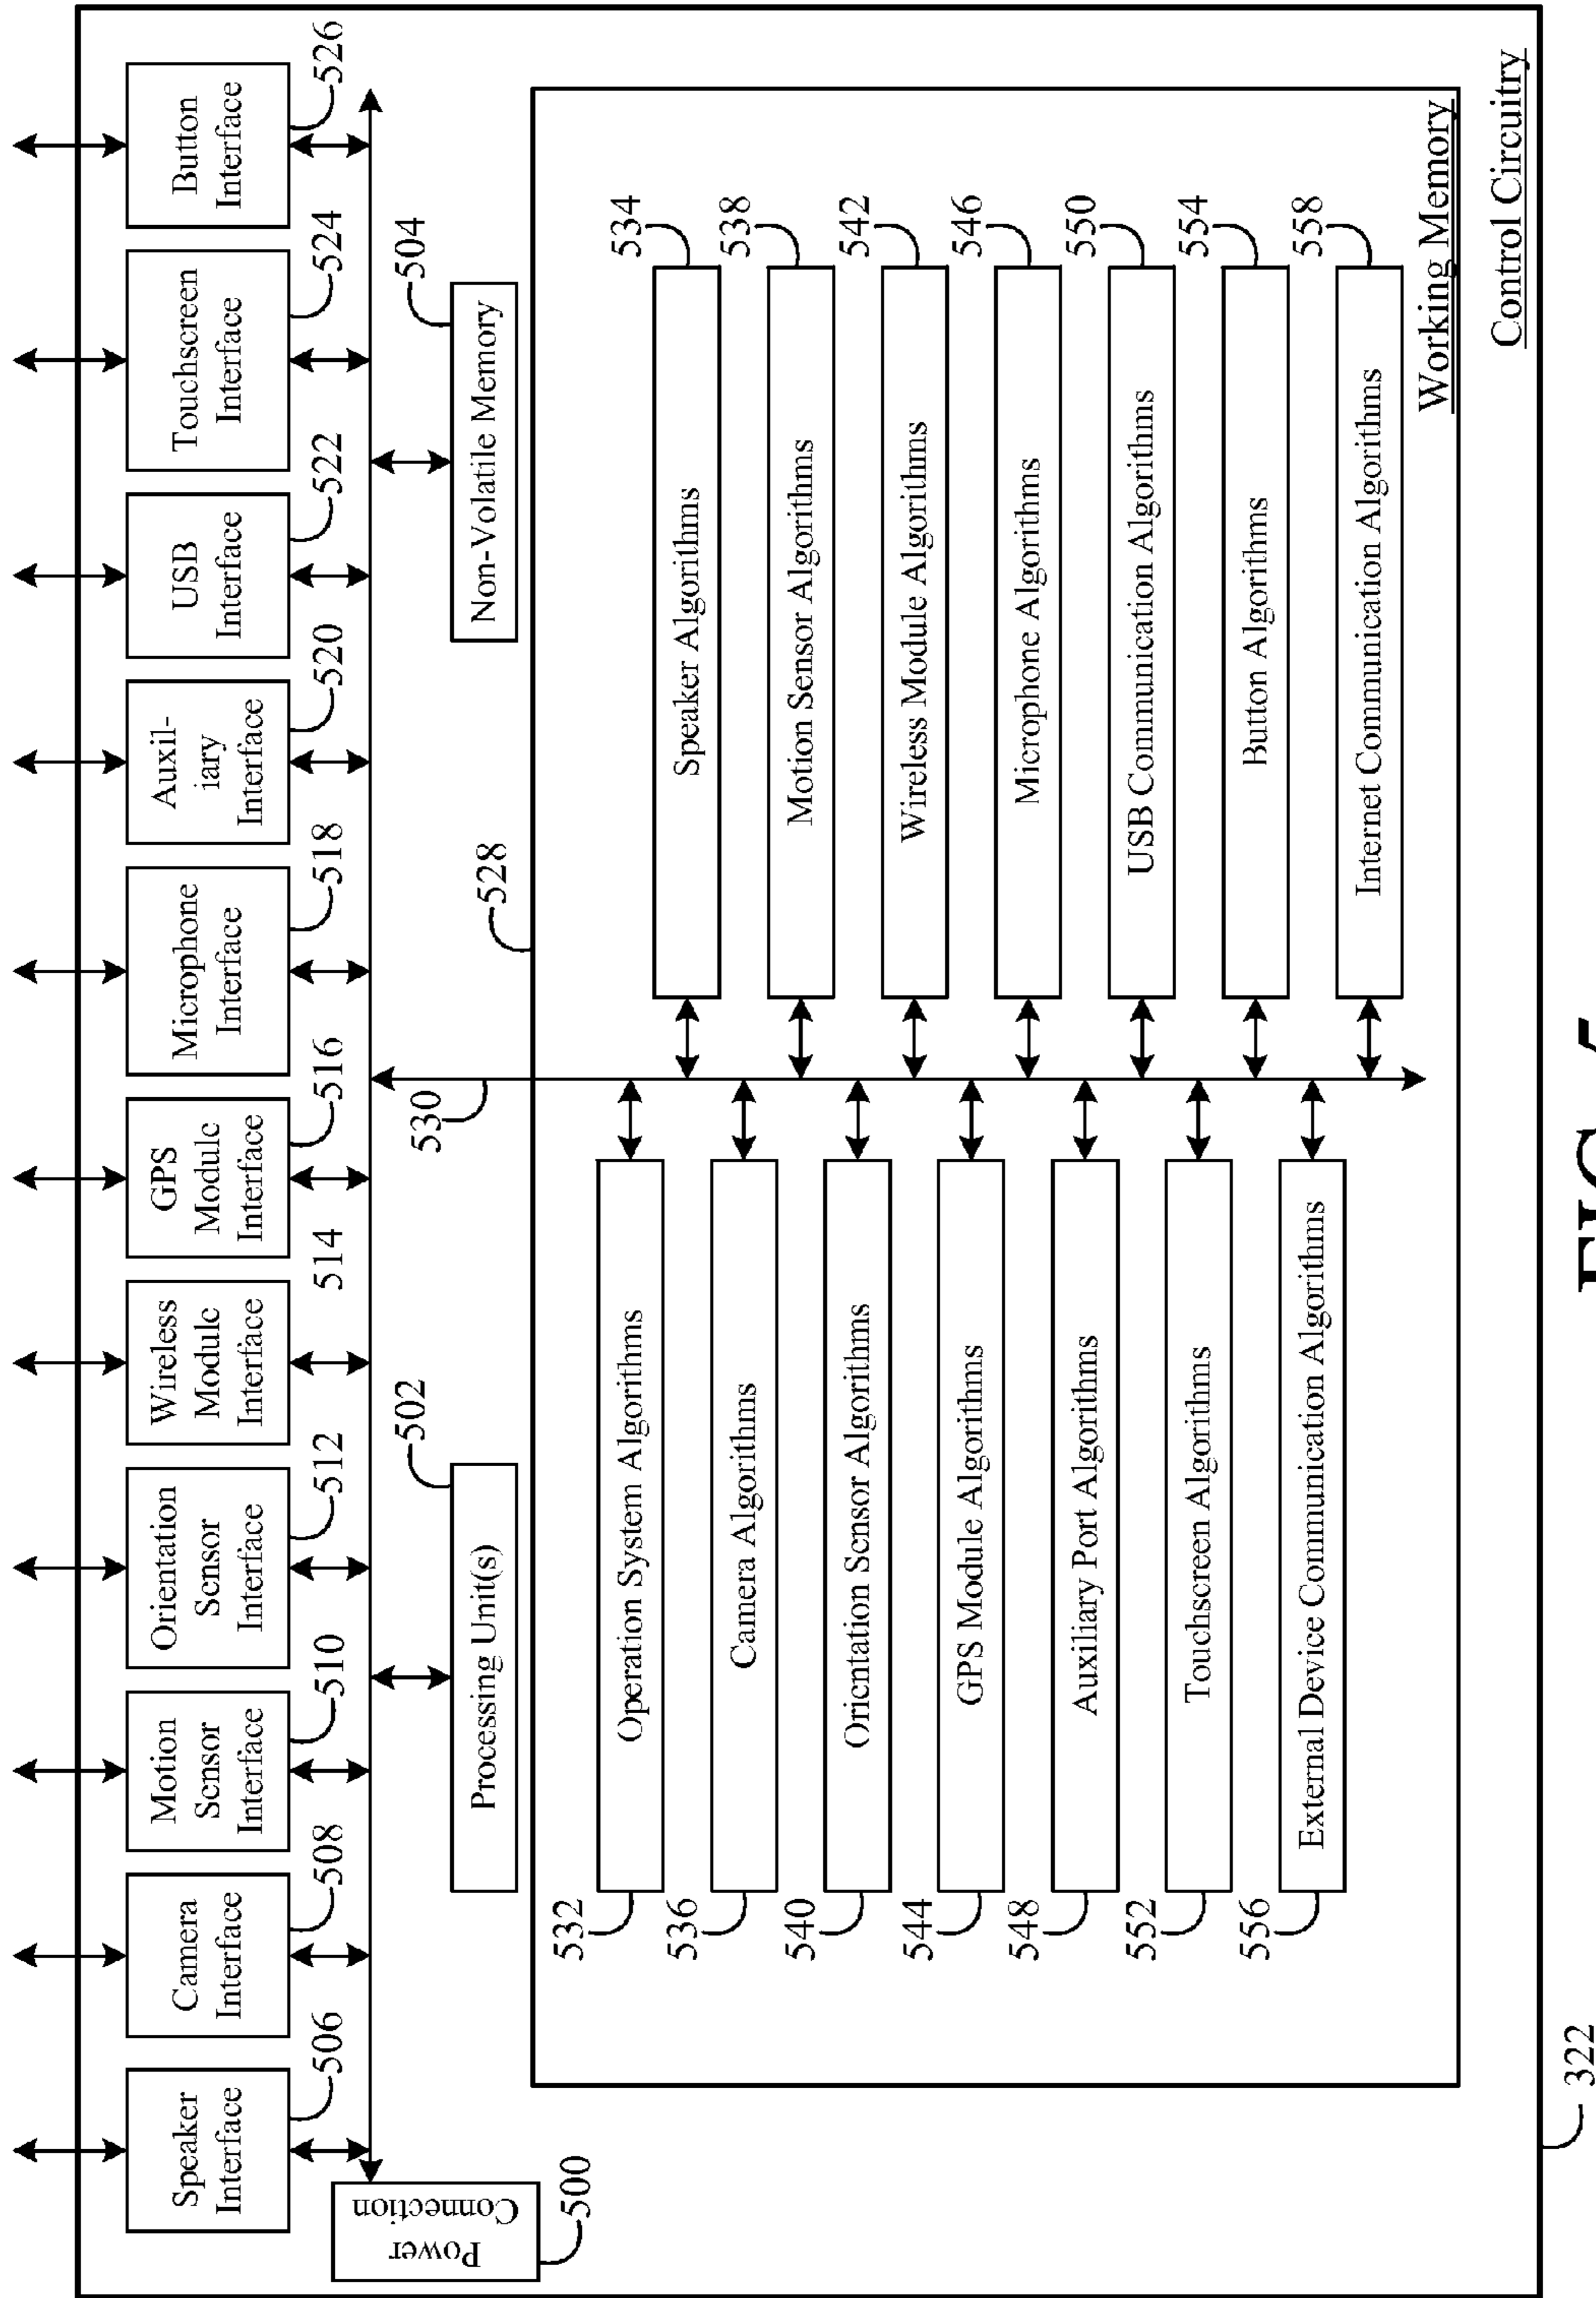 Speaker
Interface
506
Camera
Interface
508
Motion
Sensor
Interface
510
Orientation
Sensor
Interface
512
Wireless
Module
Interface
514
GPS
Module
Interface
516
Microphone
Interface
518
Auxil-
iary
Interface
520
USB
Interface
522
Touchscreen
Interface
524
Button
Interface
526
Power
Connection
500
Processing Unit(s)
502
530
528
Non-Volatile Memory
504
532
Operation System Algorithms
Speaker Algorithms
534
536
Camera Algorithms
Motion Sensor Algorithms
538
540
Orientation Sensor Algorithms
Wireless Module Algorithms
542
544
GPS Module Algorithms
Microphone Algorithms
546
548
Auxiliary Port Algorithms
USB Communication Algorithms
550
552
Touchscreen Algorithms
Button Algorithms
554
556
External Device Communication Algorithms
Internet Communication Algorithms
558
Working Memory
Control Circuitry
322